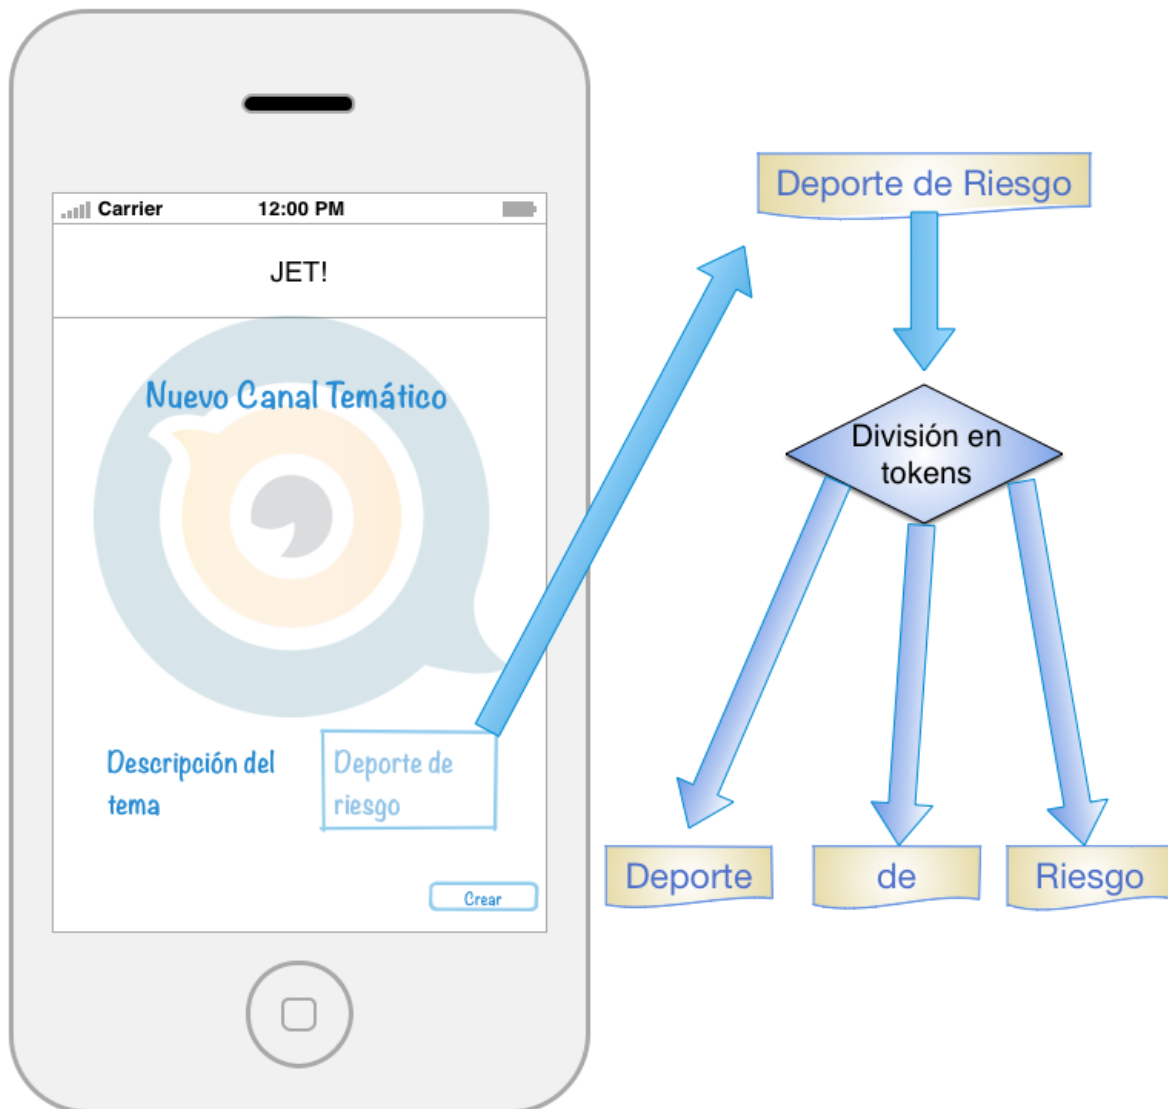 Carrier 12:00 PM
JET!
Nuevo Canal Temático
Descripción del
tema
Deporte de
riesgo
Crear
Deporte de Riesgo
División en
tokens
Deporte
de
Riesgo